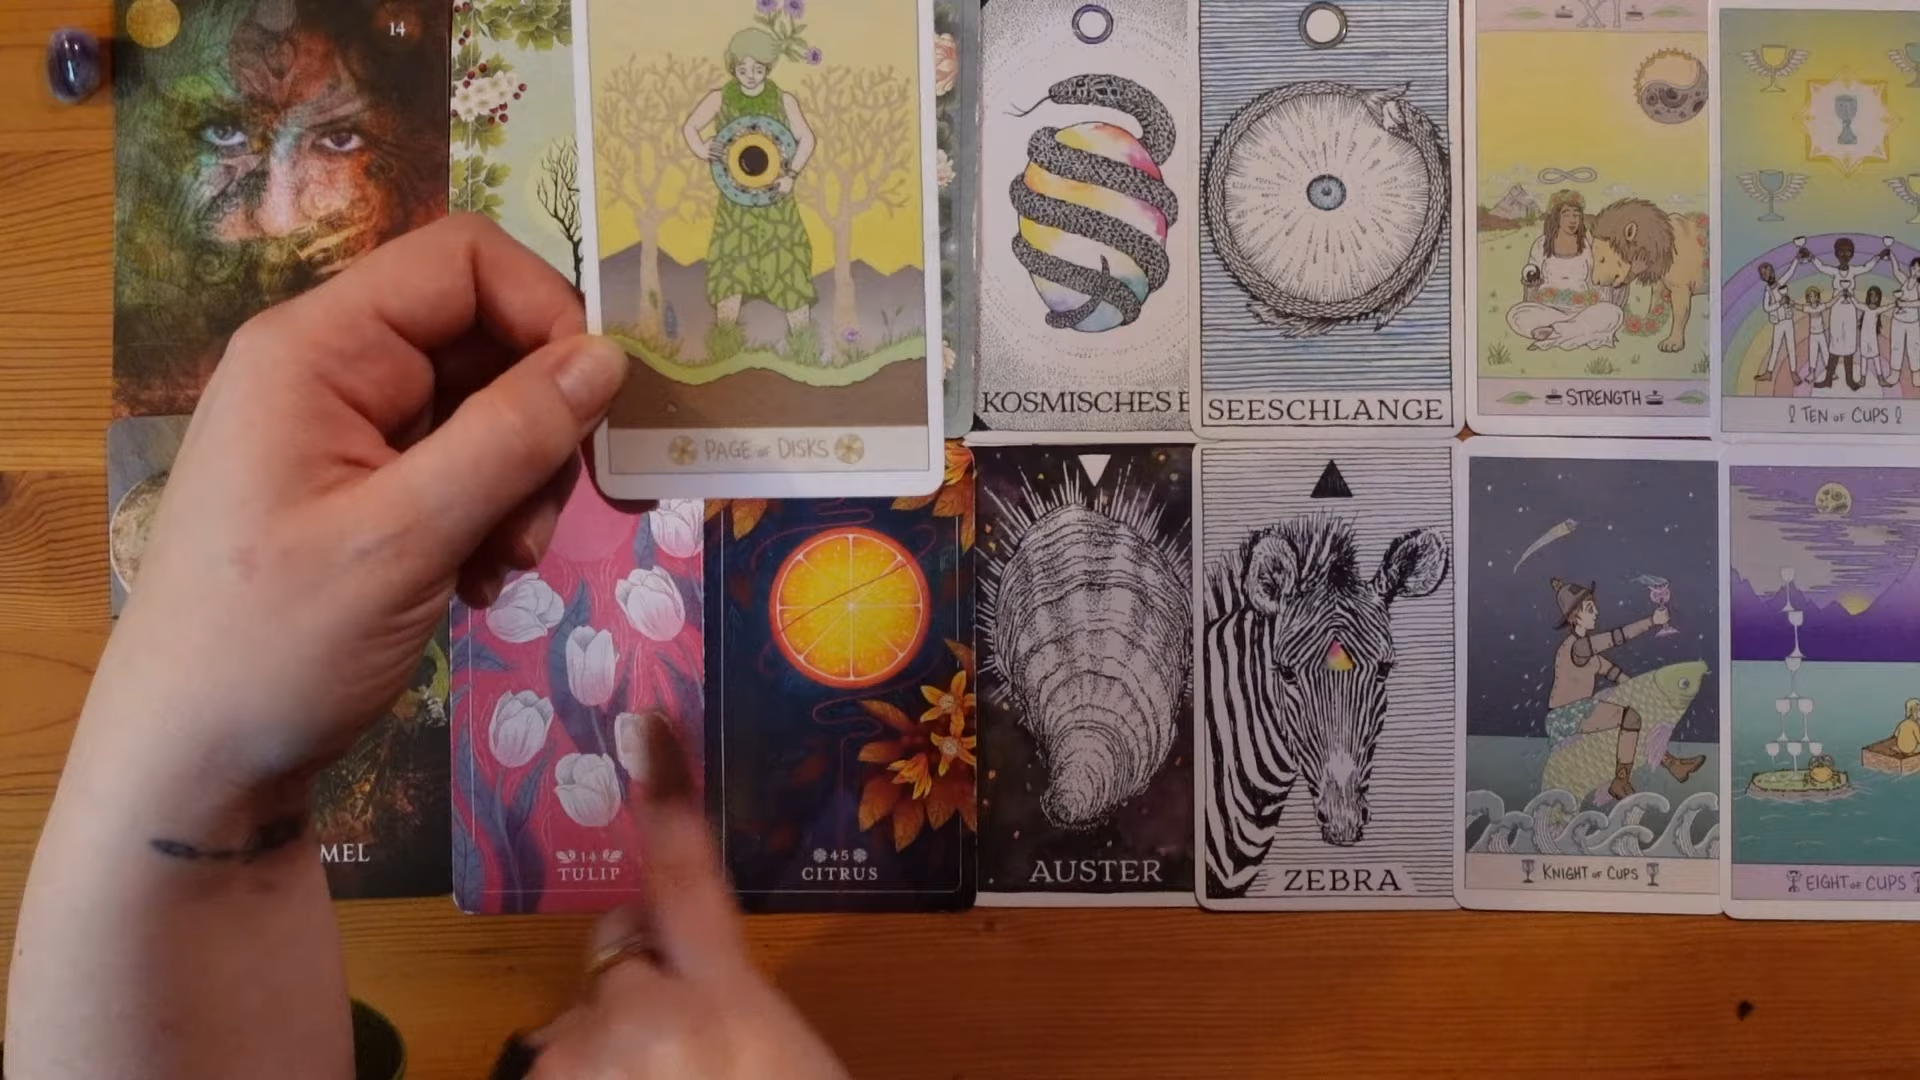 14
XI
PAGE OF DISKS
KOSMISCHES E
SEESCHLANGE
STRENGTH
TEN OF CUPS
MEL
14
TULIP
45
CITRUS
AUSTER
ZEBRA
KNIGHT OF CUPS
EIGHT OF CUPS